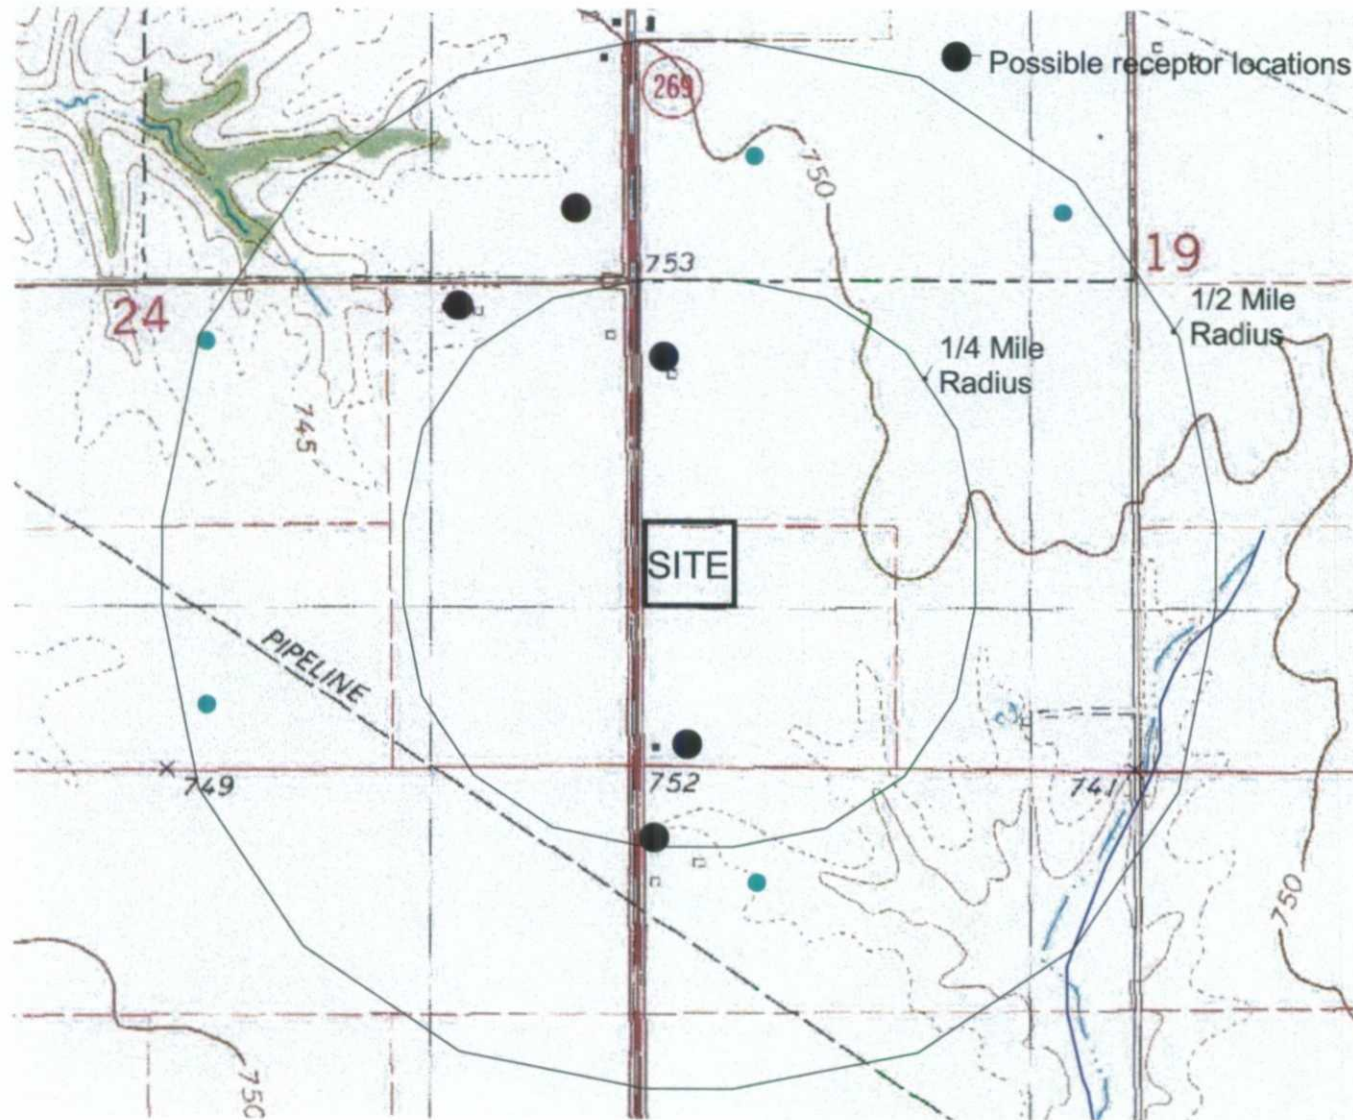 269
Possible receptor locations
750
753
19
24
1/2 Mile
Radius
1/4 Mile
Radius
745
SITE
PIPELINE
749
752
741
750
750